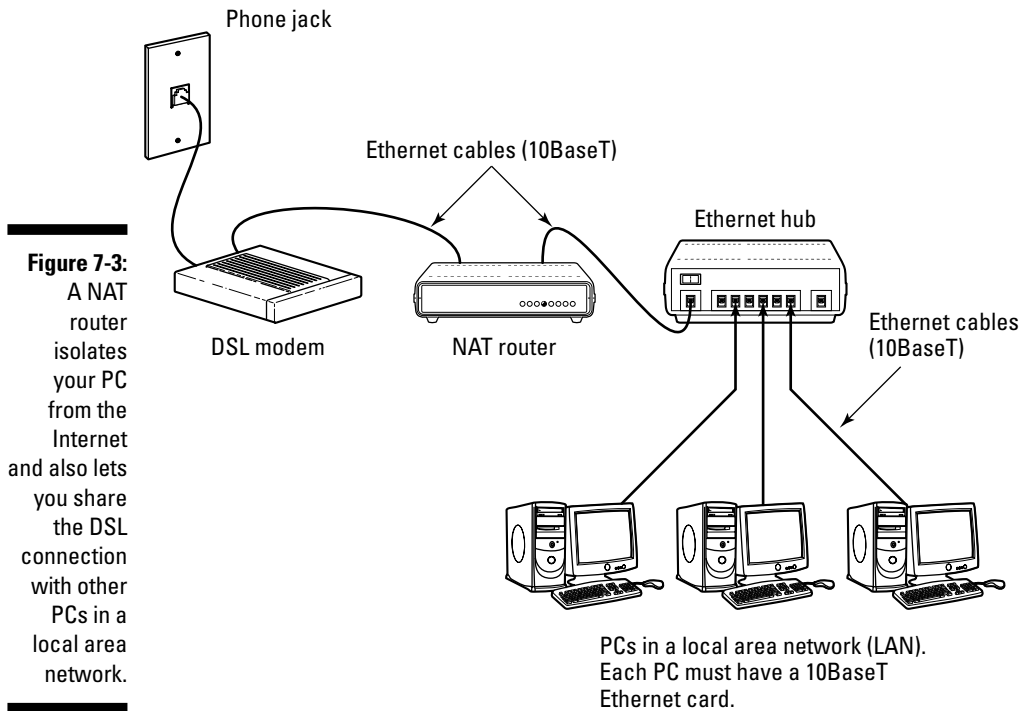 Phone jack
Ethernet cables (10BaseT)
Ethernet hub
Figure 7-3:
A NAT
router
isolates
your PC
from the
Internet
and also lets
you share
the DSL
connection
with other
PCs in a
local area
network.
DSL modem
NAT router
Ethernet cables
(10BaseT)
PCs in a local area network (LAN).
Each PC must have a 10BaseT
Ethernet card.